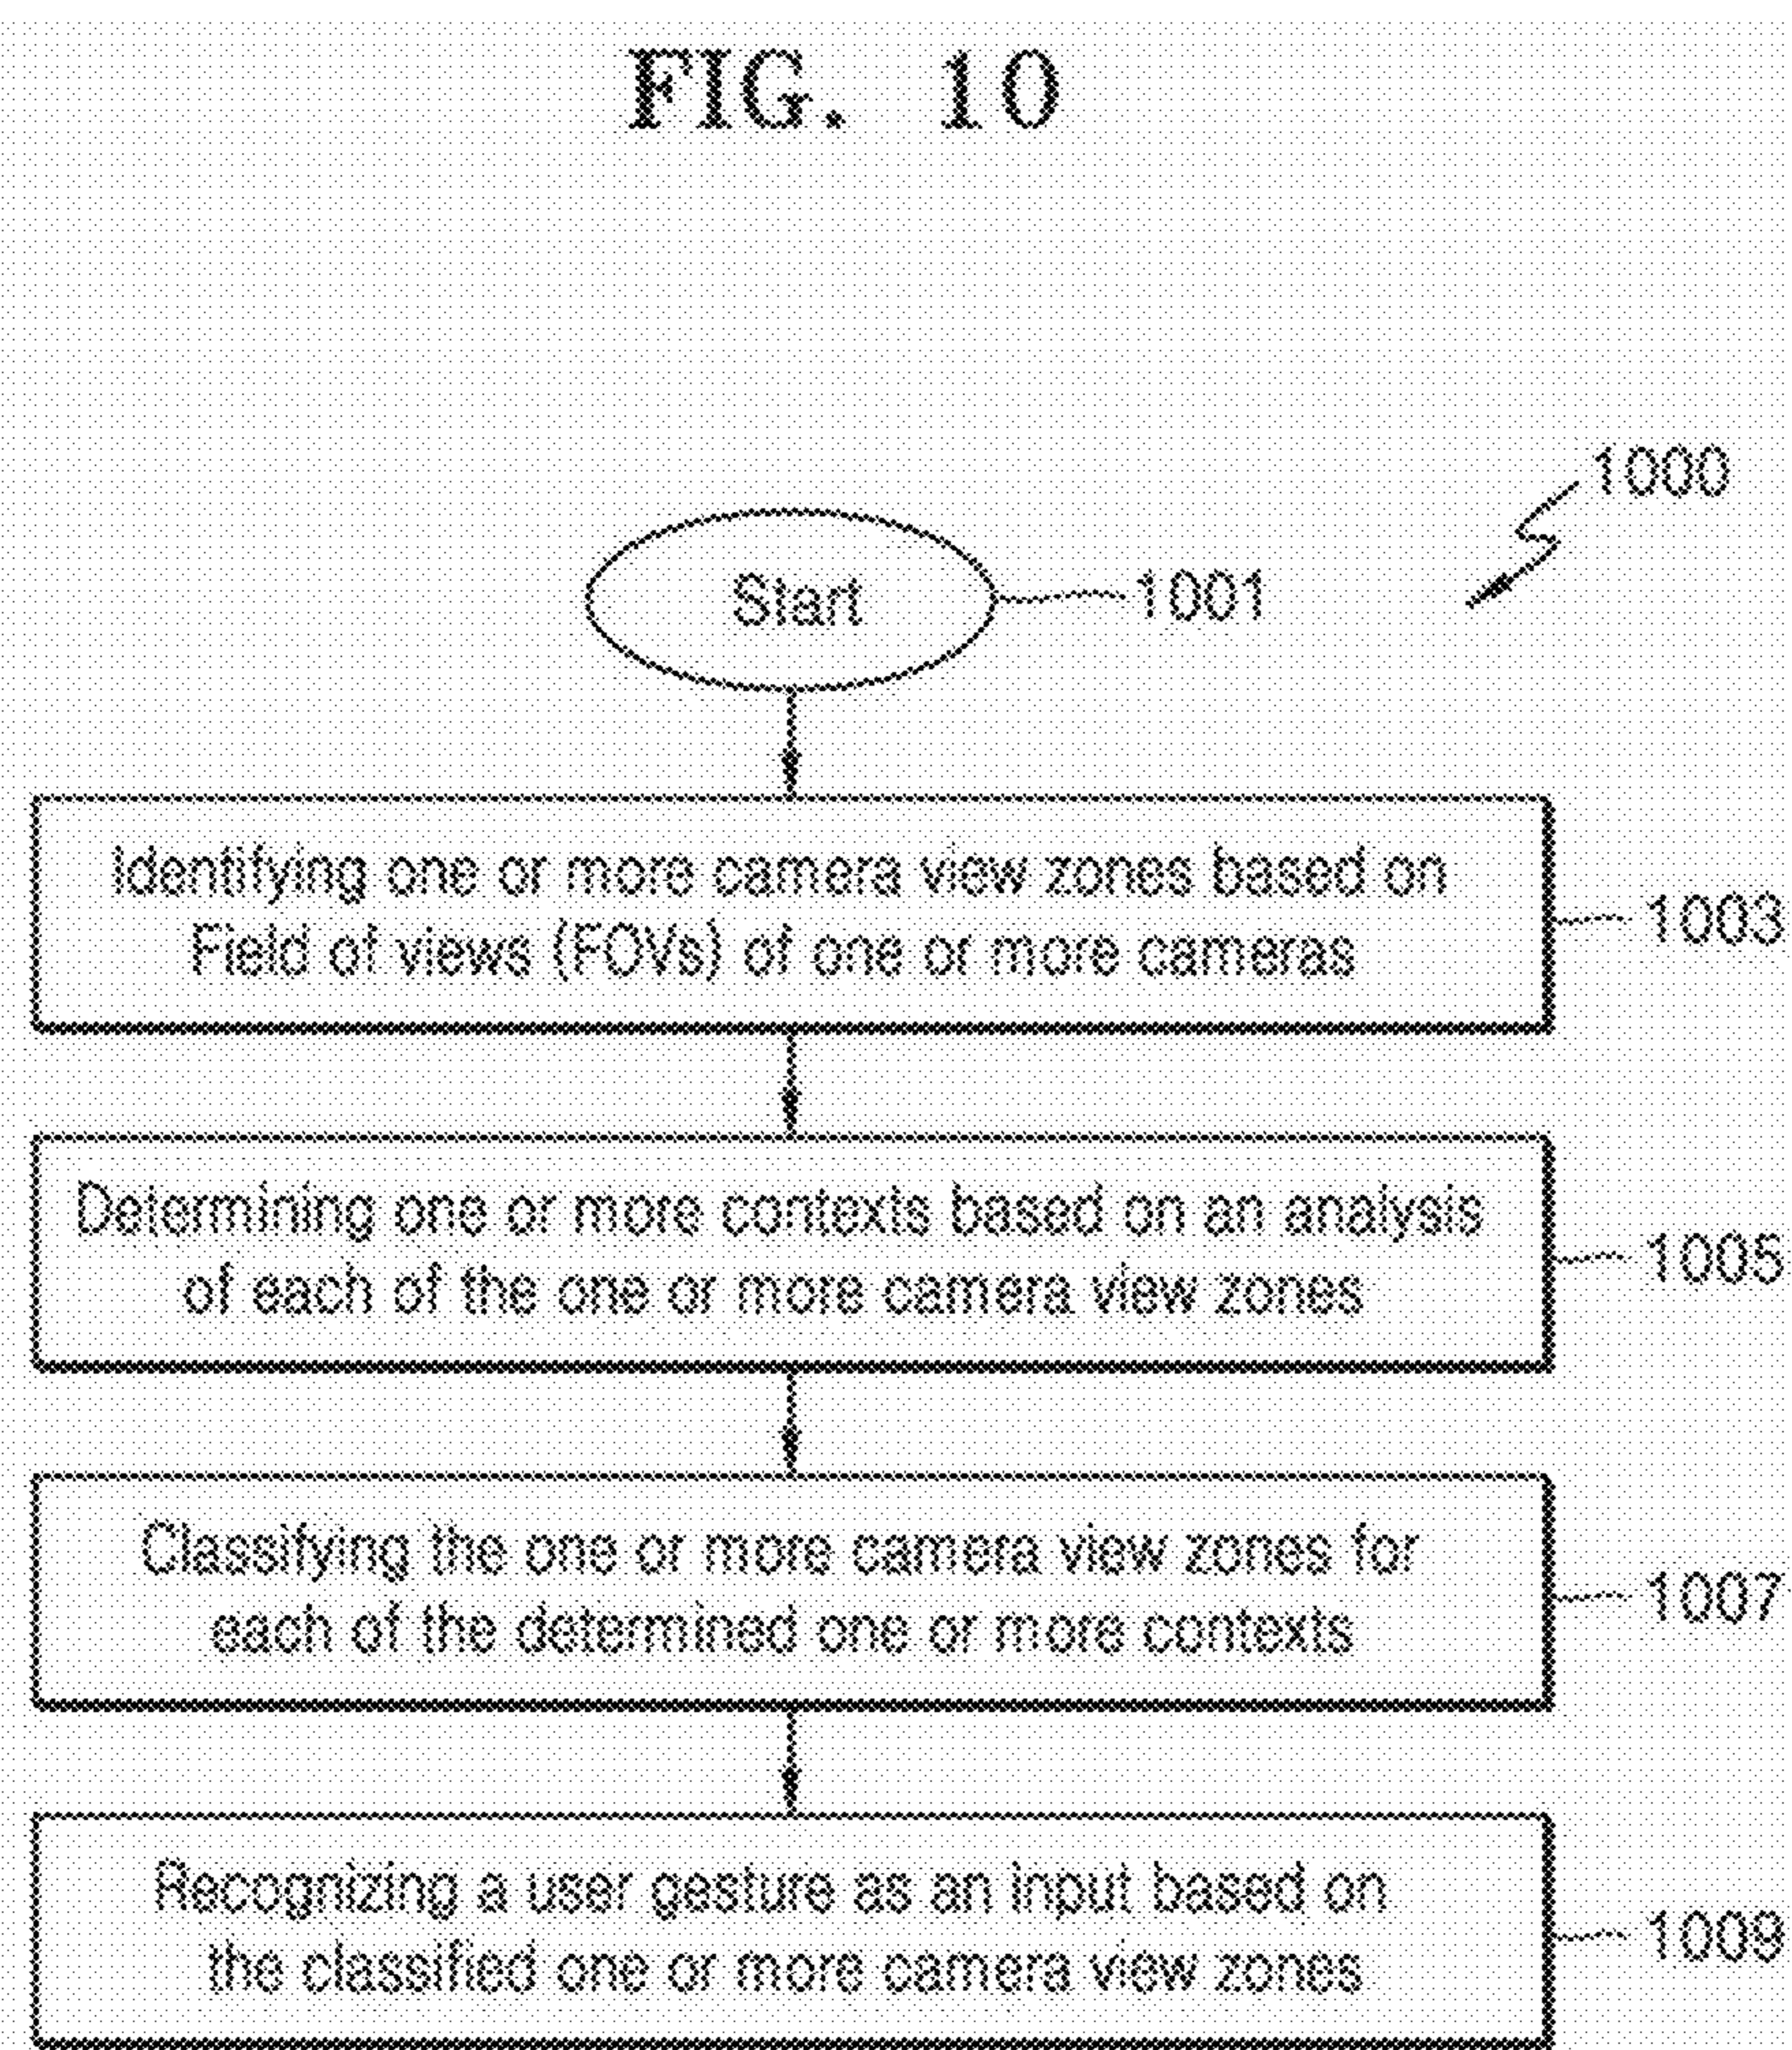 FIG. 10
1000
Start
1001
Identifying one or more camera view zones based on
Field of views (FOVs) of one or more cameras
1003
Determining one or more contexts based on an analysis
of each of the one or more camera view zones
1005
Classifying the one or more camera view zones for
each of the determined one or more contexts
1007
Recognizing a user gesture as an input based on
the classified one or more camera view zones
1009